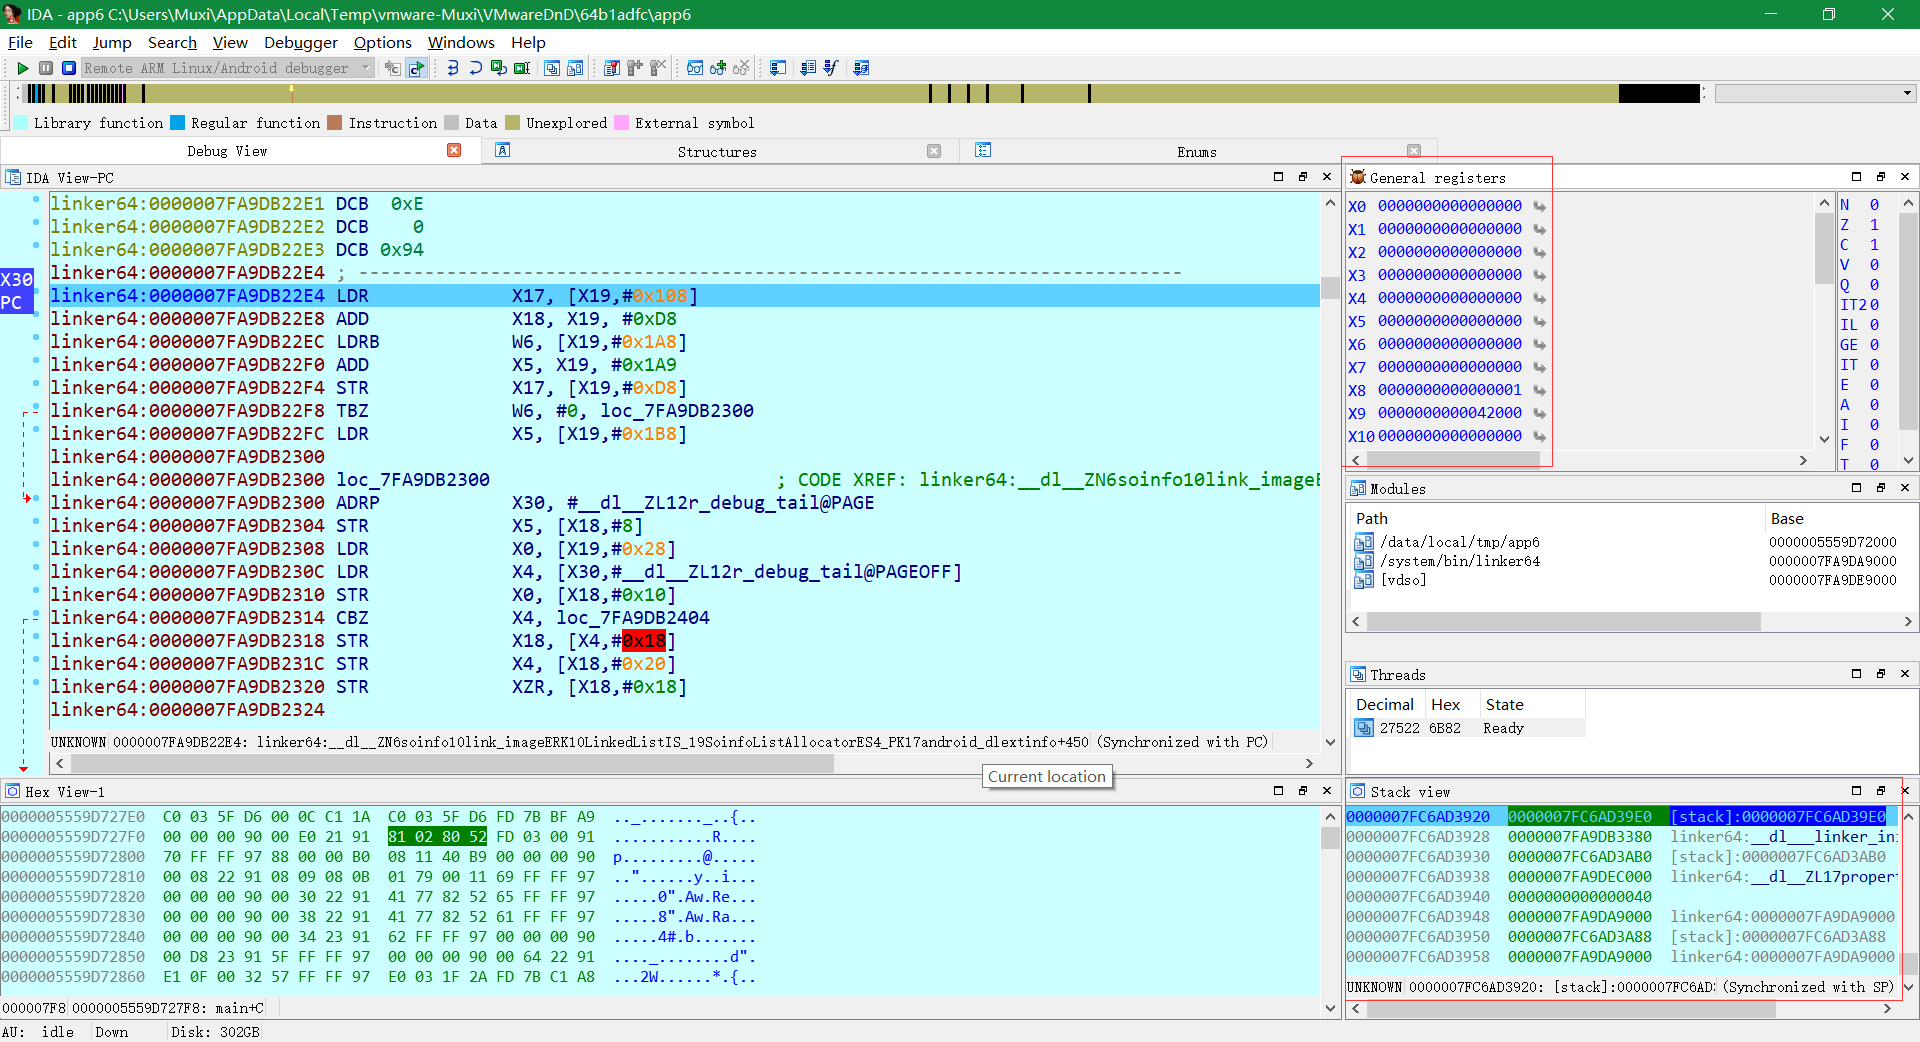 IDA - app6 C:\Users\Muxi\AppData\Local\Temp\vmware-Muxi\VMwareDnD\64b1adfc\app6
File Edit Jump Search View Debugger Options Windows Help
Remote ARM Linux/Android debugger
Library function Regular function Instruction Data Unexplored External symbol
Debug View Structures Enums
IDA View-PC
linker64:0000007FA9DB22E1 DCB 0xE
linker64:0000007FA9DB22E2 DCB 0
linker64:0000007FA9DB22E3 DCB 0x94
linker64:0000007FA9DB22E4 ; ---------------------------------------------------------------------------
X30
PC
linker64:0000007FA9DB22E4 LDR X17, [X19,#0x108]
linker64:0000007FA9DB22E8 ADD X18, X19, #0xD8
linker64:0000007FA9DB22EC LDRB W6, [X19,#0x1A8]
linker64:0000007FA9DB22F0 ADD X5, X19, #0x1A9
linker64:0000007FA9DB22F4 STR X17, [X19,#0xD8]
linker64:0000007FA9DB22F8 TBZ W6, #0, loc_7FA9DB2300
linker64:0000007FA9DB22FC LDR X5, [X19,#0x1B8]
linker64:0000007FA9DB2300
linker64:0000007FA9DB2300 loc_7FA9DB2300 ; CODE XREF: linker64:__dl__ZN6soinfo10link_imageE
linker64:0000007FA9DB2300 ADRP X30, #__dl__ZL12r_debug_tail@PAGE
linker64:0000007FA9DB2304 STR X5, [X18,#8]
linker64:0000007FA9DB2308 LDR X0, [X19,#0x28]
linker64:0000007FA9DB230C LDR X4, [X30,#__dl__ZL12r_debug_tail@PAGEOFF]
linker64:0000007FA9DB2310 STR X0, [X18,#0x10]
linker64:0000007FA9DB2314 CBZ X4, loc_7FA9DB2404
linker64:0000007FA9DB2318 STR X18, [X4,#0x18]
linker64:0000007FA9DB231C STR X4, [X18,#0x20]
linker64:0000007FA9DB2320 STR XZR, [X18,#0x18]
linker64:0000007FA9DB2324
UNKNOWN 0000007FA9DB22E4: linker64:__dl__ZN6soinfo10link_imageERK10LinkedListIS_19SoinfoListAllocatorES4_PK17android_dlextinfo+450 (Synchronized with PC)
Current location
General registers
X0 0000000000000000
X1 0000000000000000
X2 0000000000000000
X3 0000000000000000
X4 0000000000000000
X5 0000000000000000
X6 0000000000000000
X7 0000000000000000
X8 0000000000000001
X9 0000000000042000
X10 0000000000000000
N 0
Z 1
C 1
V 0
Q 0
IT2 0
IL 0
GE 0
IT 0
E 0
A 0
I 0
F 0
T 0
Modules
Path Base
/data/local/tmp/app6 0000005559D72000
/system/bin/linker64 0000007FA9DA9000
[vdso] 0000007FA9DE9000
Threads
Decimal Hex State
27522 6B82 Ready
Hex View-1
0000005559D727E0 C0 03 5F D6 00 0C C1 1A C0 03 5F D6 FD 7B BF A9 .._......._..{..
0000005559D727F0 00 00 00 90 00 E0 21 91 81 02 80 52 FD 03 00 91 ...........R....
0000005559D72800 70 FF FF 97 88 00 00 B0 08 11 40 B9 00 00 00 90 p.........@.....
0000005559D72810 00 08 22 91 08 09 08 0B 01 79 00 11 69 FF FF 97 .."......y..i...
0000005559D72820 00 00 00 90 00 30 22 91 41 77 82 52 65 FF FF 97 .....0".Aw.Re...
0000005559D72830 00 00 00 90 00 38 22 91 41 77 82 52 61 FF FF 97 .....8".Aw.Ra...
0000005559D72840 00 00 00 90 00 34 23 91 62 FF FF 97 00 00 00 90 .....4#.b.......
0000005559D72850 00 D8 23 91 5F FF FF 97 00 00 00 90 00 64 22 91 ..#._........d".
0000005559D72860 E1 0F 00 32 57 FF FF 97 E0 03 1F 2A FD 7B C1 A8 ...2W......*.{..
000007F8 0000005559D727F8: main+C
Stack view
0000007FC6AD3920 0000007FC6AD39E0 [stack]:0000007FC6AD39E0
0000007FC6AD3928 0000007FA9DB3380 linker64:__dl___linker_ini
0000007FC6AD3930 0000007FC6AD3AB0 [stack]:0000007FC6AD3AB0
0000007FC6AD3938 0000007FA9DEC000 linker64:__dl__ZL17proper
0000007FC6AD3940 0000000000000040
0000007FC6AD3948 0000007FA9DA9000 linker64:0000007FA9DA9000
0000007FC6AD3950 0000007FC6AD3A88 [stack]:0000007FC6AD3A88
0000007FC6AD3958 0000007FA9DA9000 linker64:0000007FA9DA9000
UNKNOWN 0000007FC6AD3920: [stack]:0000007FC6AD (Synchronized with SP)
AU: idle Down Disk: 302GB